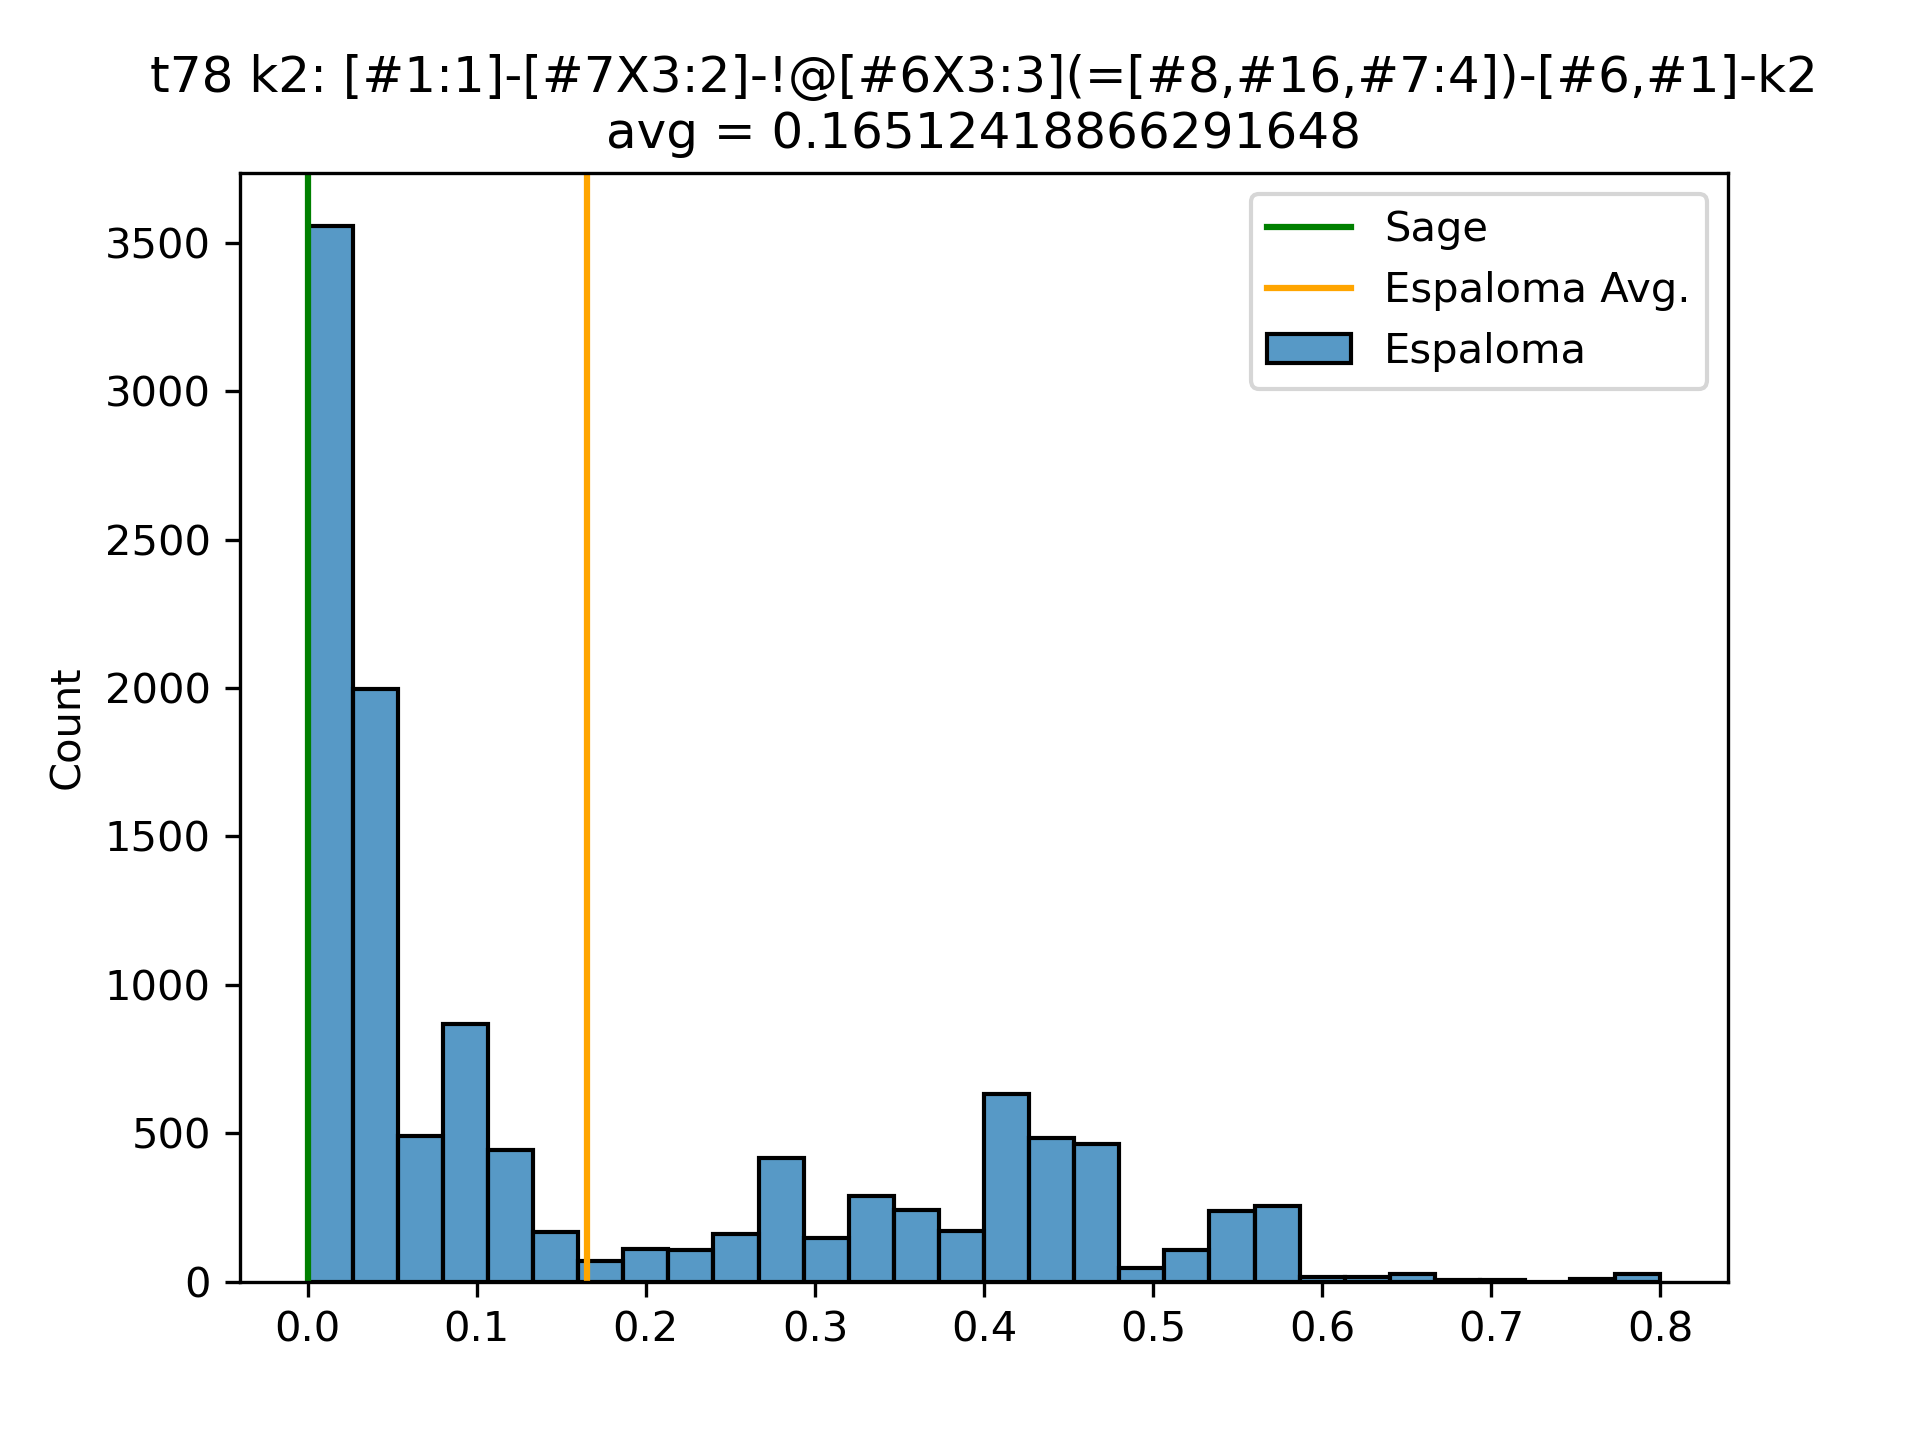 t78 k2: [#1:1]-[#7X3:2]-!@[#6X3:3](=[#8,#16,#7:4])-[#6,#1]-k2
avg = 0.16512418866291648
Sage
Espaloma Avg.
Espaloma
Count
3500
3000
2500
2000
1500
1000
500
0
0.0 0.1 0.2 0.3 0.4 0.5 0.6 0.7 0.8